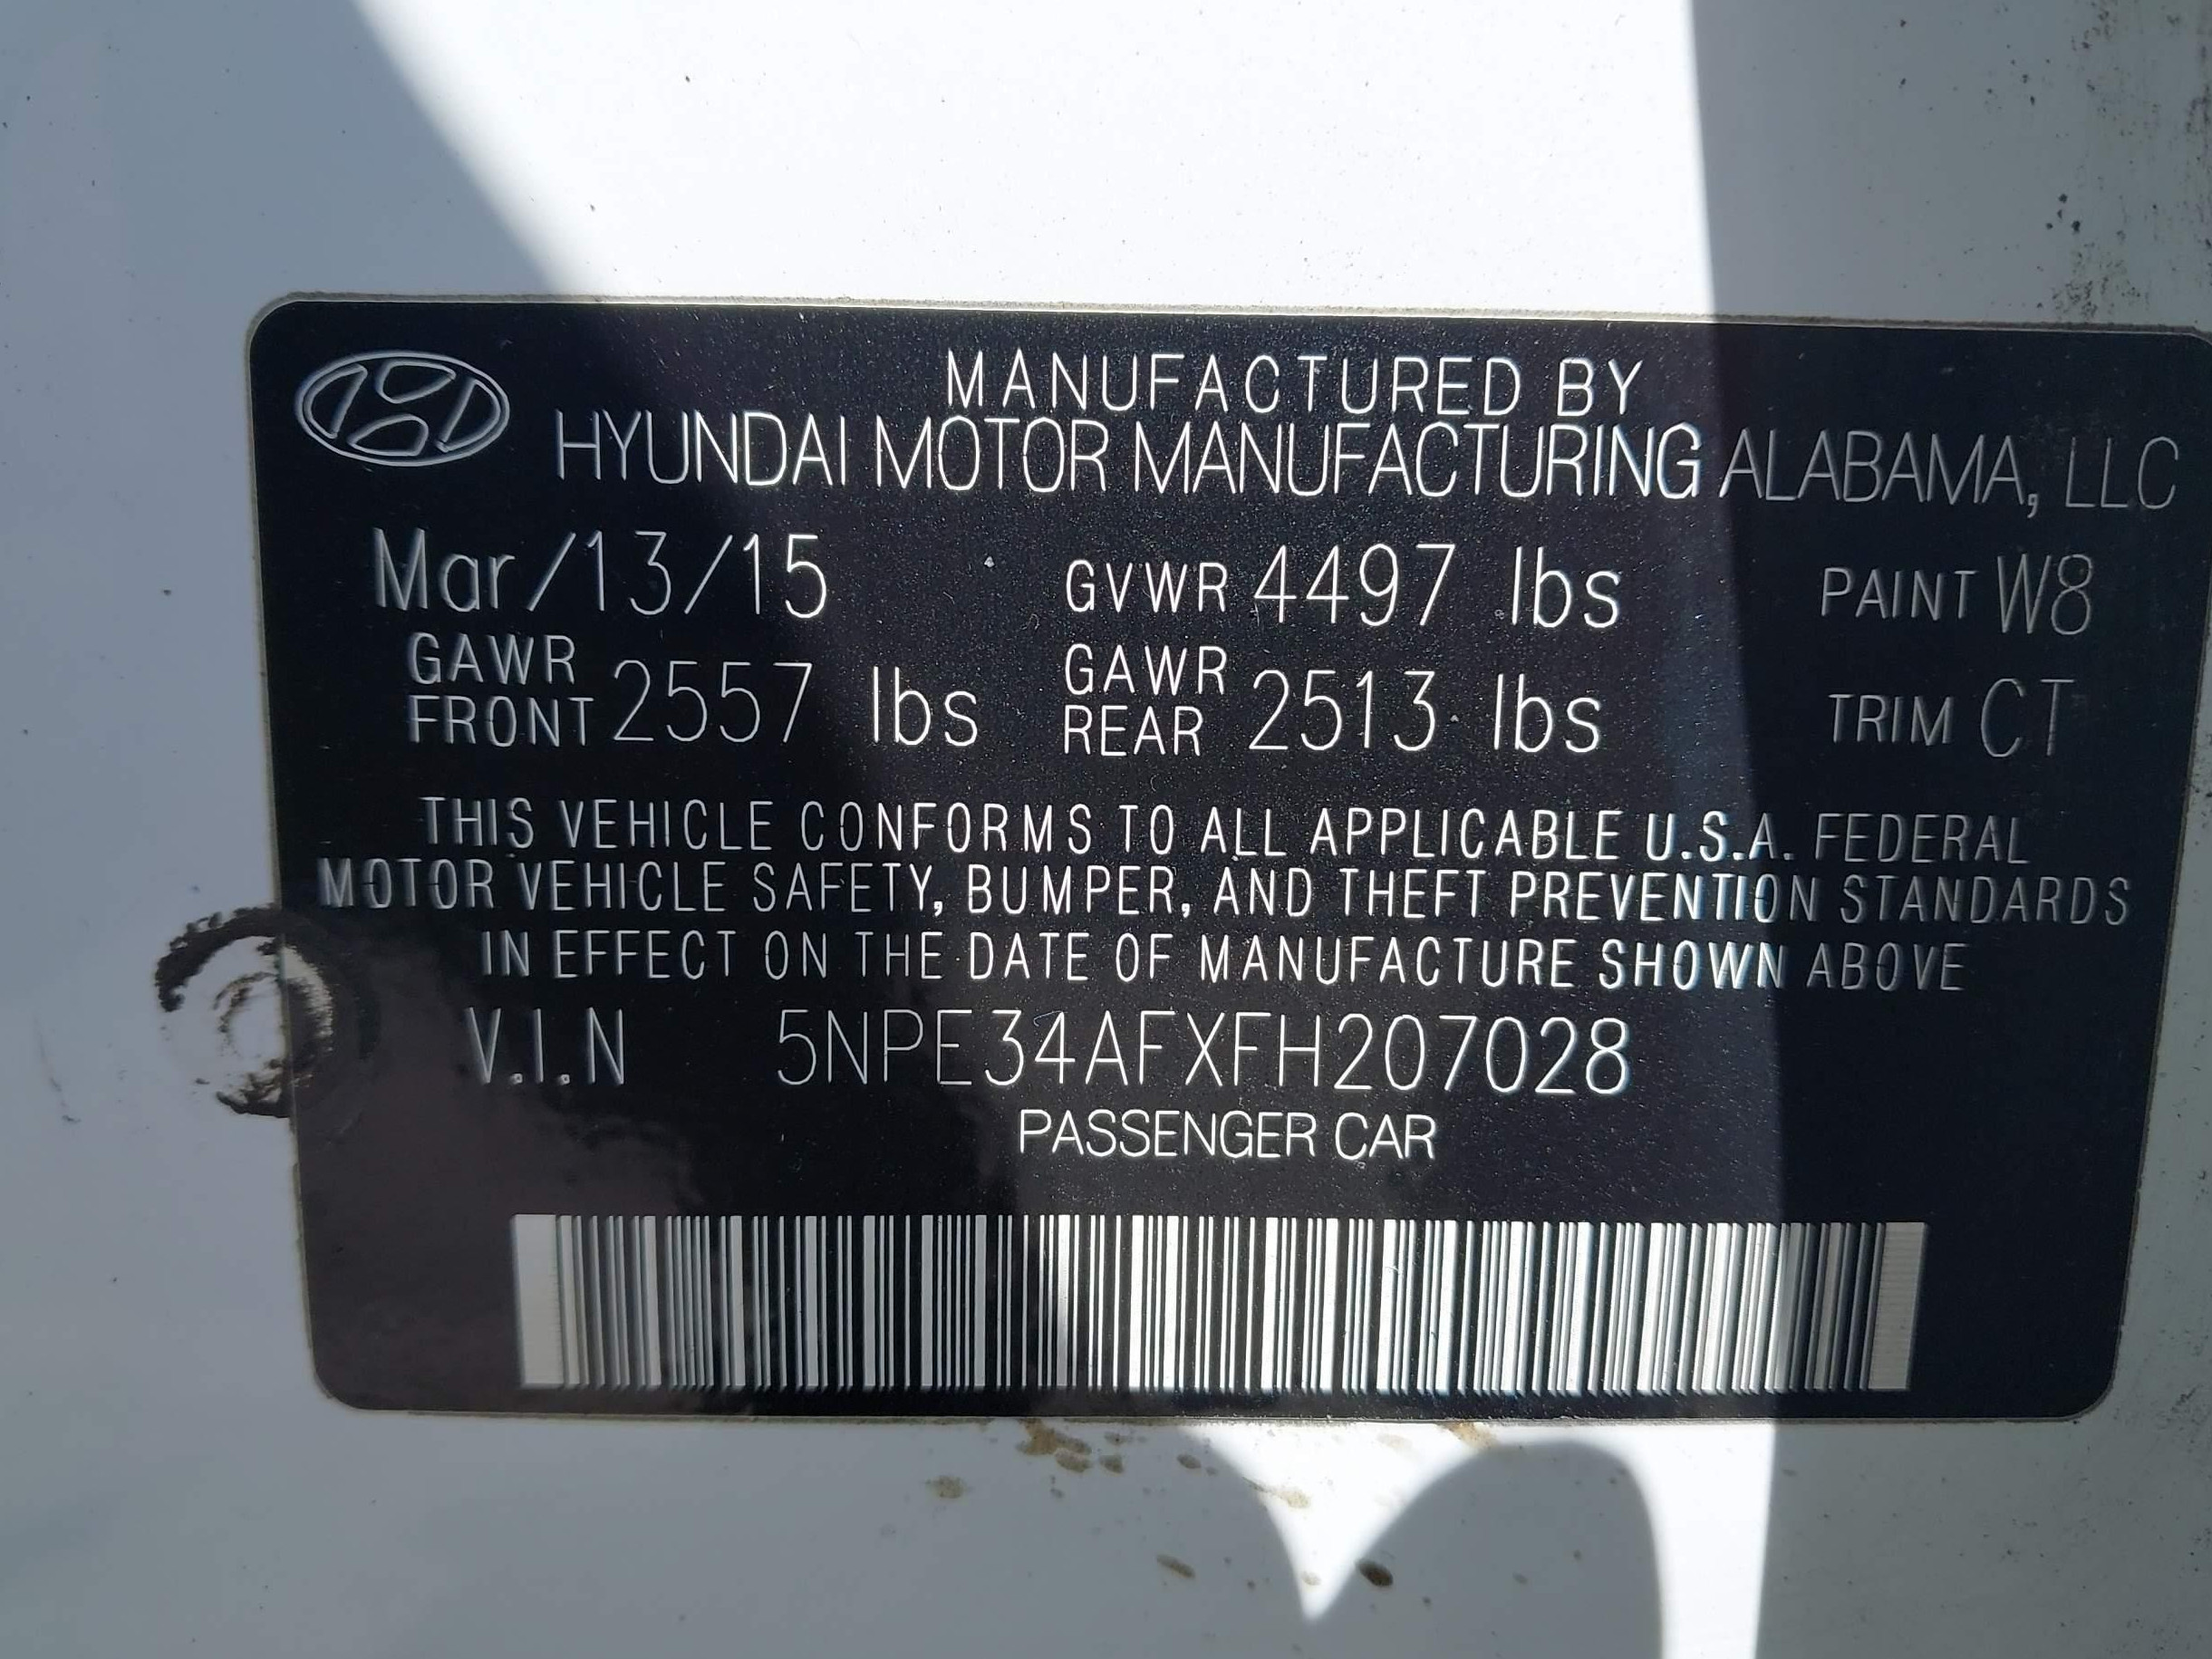 MANUFACTURED BY
HYUNDAI MOTOR MANUFACTURING ALABAMA, LLC
Mar/13/15 GVWR 4497 lbs PAINT W8
GAWR FRONT 2557 lbs GAWR REAR 2513 lbs TRIM CT
THIS VEHICLE CONFORMS TO ALL APPLICABLE U.S.A. FEDERAL
MOTOR VEHICLE SAFETY, BUMPER, AND THEFT PREVENTION STANDARDS
IN EFFECT ON THE DATE OF MANUFACTURE SHOWN ABOVE
V.I.N 5NPE34AFXFH207028
PASSENGER CAR